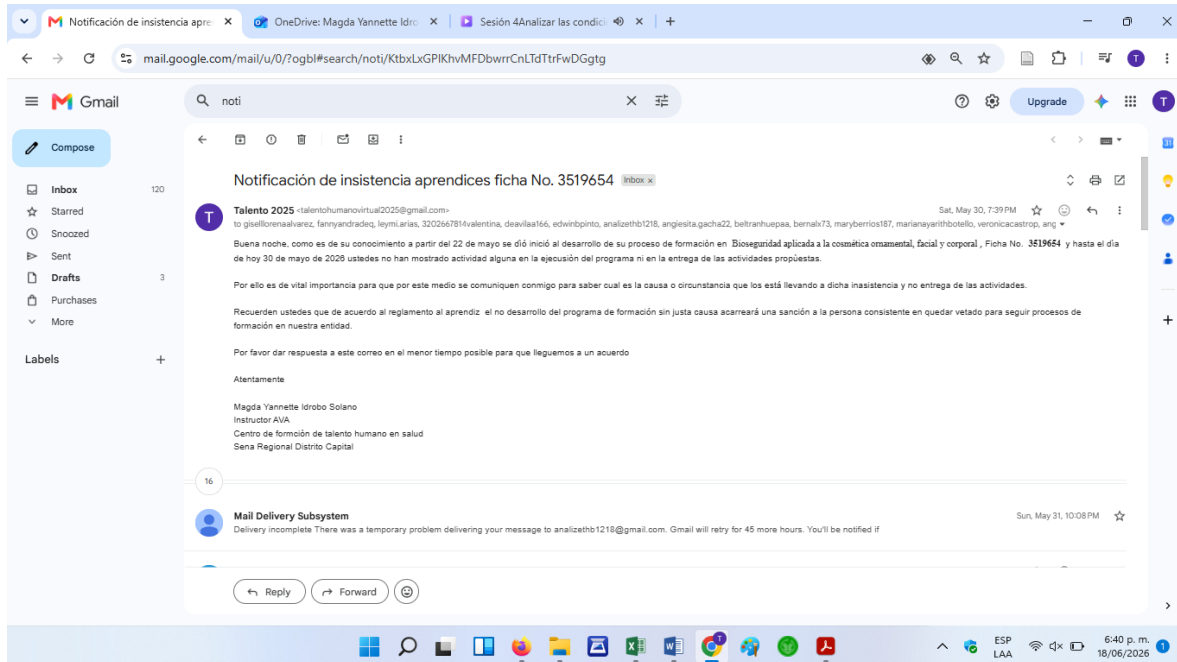 Notificación de insistencia apre
OneDrive: Magda Yannette Idro
Sesión 4Analizar las condici
mail.google.com/mail/u/0/?ogbl#search/noti/KtbxLxGPIKhvMFDbwrrCnLTdTtrFwDGgtg
T
Gmail
noti
Upgrade
T
Compose
Inbox 120
Starred
Snoozed
Sent
Drafts 3
Purchases
More
Labels
31
Notificación de insistencia aprendices ficha No. 3519654 Inbox x
T
Talento 2025 <talentohumanovirtual2025@gmail.com> Sat, May 30, 7:39 PM
to giselllorenaalvarez, fannyandradeq, leymi.arias, 3202667814valentina, deavilaa166, edwinbpinto, analizethb1218, angiesita.gacha22, beltranhuepaa, bernalx73, maryberrios187, marianayarithbotello, veronicacastrop, ang
Buena noche, como es de su conocimiento a partir del 22 de mayo se dió inició al desarrollo de su proceso de formación en Bioseguridad aplicada a la cosmética ornamental, facial y corporal , Ficha No. 3519654 y hasta el día
de hoy 30 de mayo de 2026 ustedes no han mostrado actividad alguna en la ejecución del programa ni en la entrega de las actividades propùestas.
Por ello es de vital importancia para que por este medio se comuniquen conmigo para saber cual es la causa o circunstancia que los está llevando a dicha inasistencia y no entrega de las actividades.
Recuerden ustedes que de acuerdo al reglamento al aprendiz el no desarrollo del programa de formación sin justa causa acarreará una sanción a la persona consistente en quedar vetado para seguir procesos de
formación en nuestra entidad.
Por favor dar respuesta a este correo en el menor tiempo posible para que lleguemos a un acuerdo
Atentamente
Magda Yannette Idrobo Solano
Instructor AVA
Centro de formción de talento humano en salud
Sena Regional Distrito Capital
16
Mail Delivery Subsystem Sun, May 31, 10:08 PM
Delivery incomplete There was a temporary problem delivering your message to analizethb1218@gmail.com. Gmail will retry for 45 more hours. You'll be notified if
Reply
Forward
ESP
LAA
6:40 p. m.
18/06/2026
1